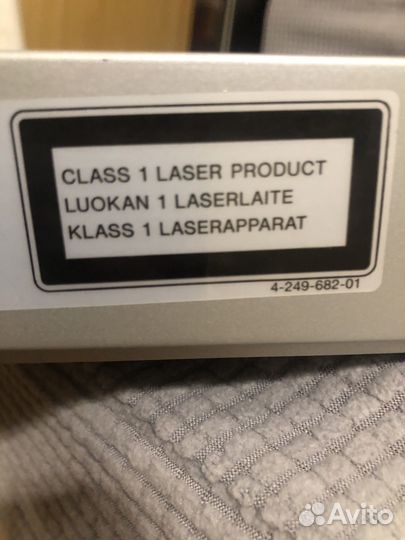 CLASS 1 LASER PRODUCT
LUOKAN 1 LASERLAITE
KLASS 1 LASERAPPARAT
4-249-682-01
Avito